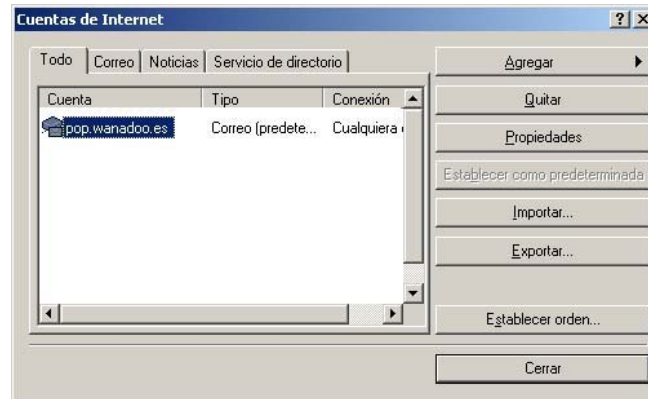 Cuentas de Internet
Todo Correo Noticias Servicio de directorio
Cuenta Tipo Conexión
pop.wanadoo.es Correo (predete... Cualquiera
Agregar
Quitar
Propiedades
Establecer como predeterminada
Importar...
Exportar...
Establecer orden...
Cerrar